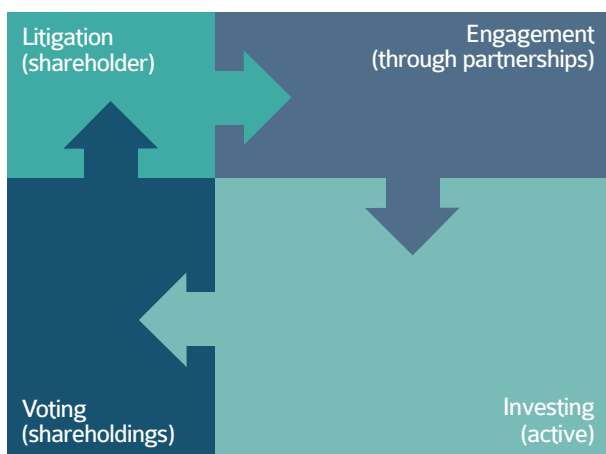 Litigation
(shareholder)
Engagement
(through partnerships)
Voting
(shareholdings)
Investing
(active)